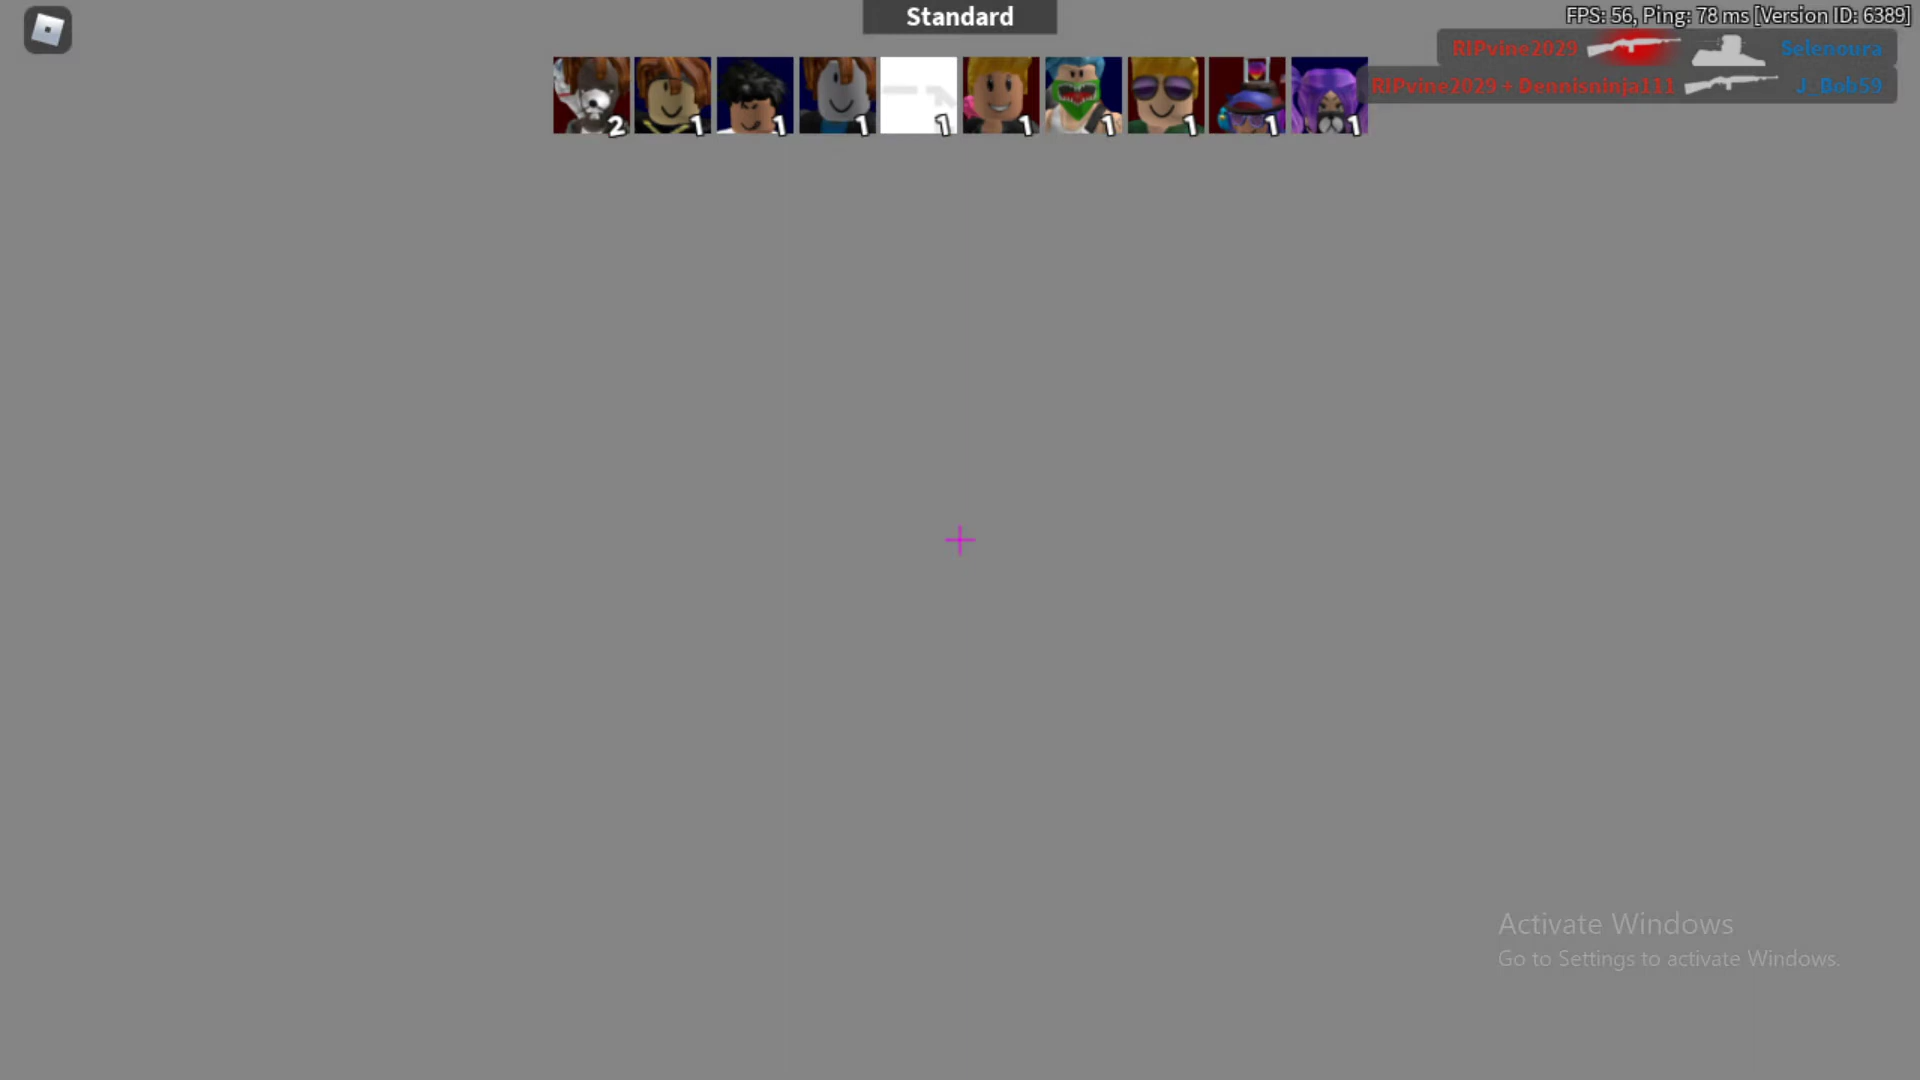 Standard
FPS: 56, Ping: 78 ms [Version ID: 6389]
RIPvine2029 Selenoura
RIPvine2029 + Dennisninja111 J_Bob59
2 1 1 1 1 1 1 1 1 1
Activate Windows
Go to Settings to activate Windows.